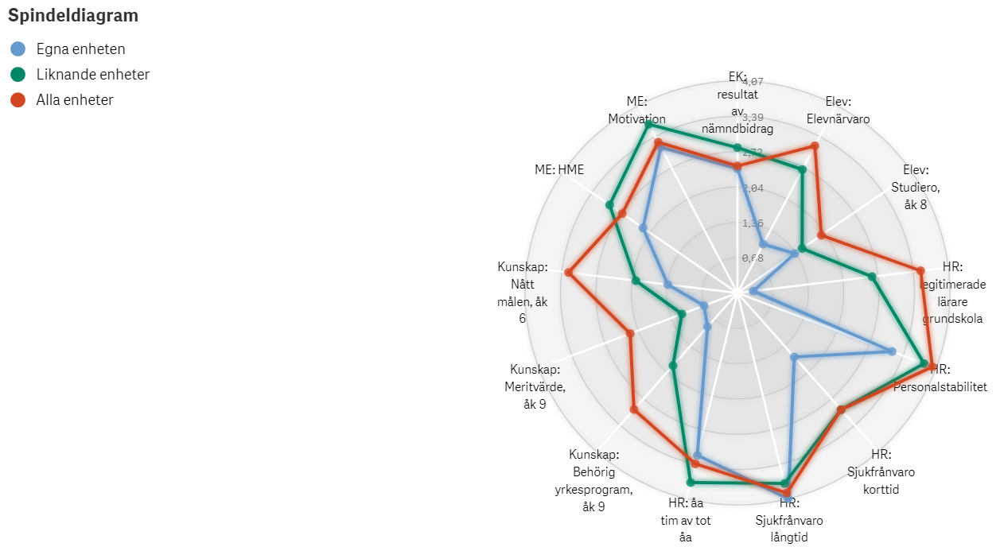 Spindeldiagram
Egna enheten
Liknande enheter
Alla enheter
EK:
resultat
av
nämndbidrag
Elev:
Elevnärvaro
Elev:
Studiero,
åk 8
HR:
legitimerade
lärare
grundskola
HR:
Personalstabilitet
HR:
Sjukfrånvaro
korttid
HR:
Sjukfrånvaro
långtid
HR: åa
tim av tot
åa
Kunskap:
Behörig
yrkesprogram,
åk 9
Kunskap:
Meritvärde,
åk 9
Kunskap:
Nått
målen, åk
6
ME: HME
ME:
Motivation
4,07
3,39
2,72
2,04
1,36
0,68